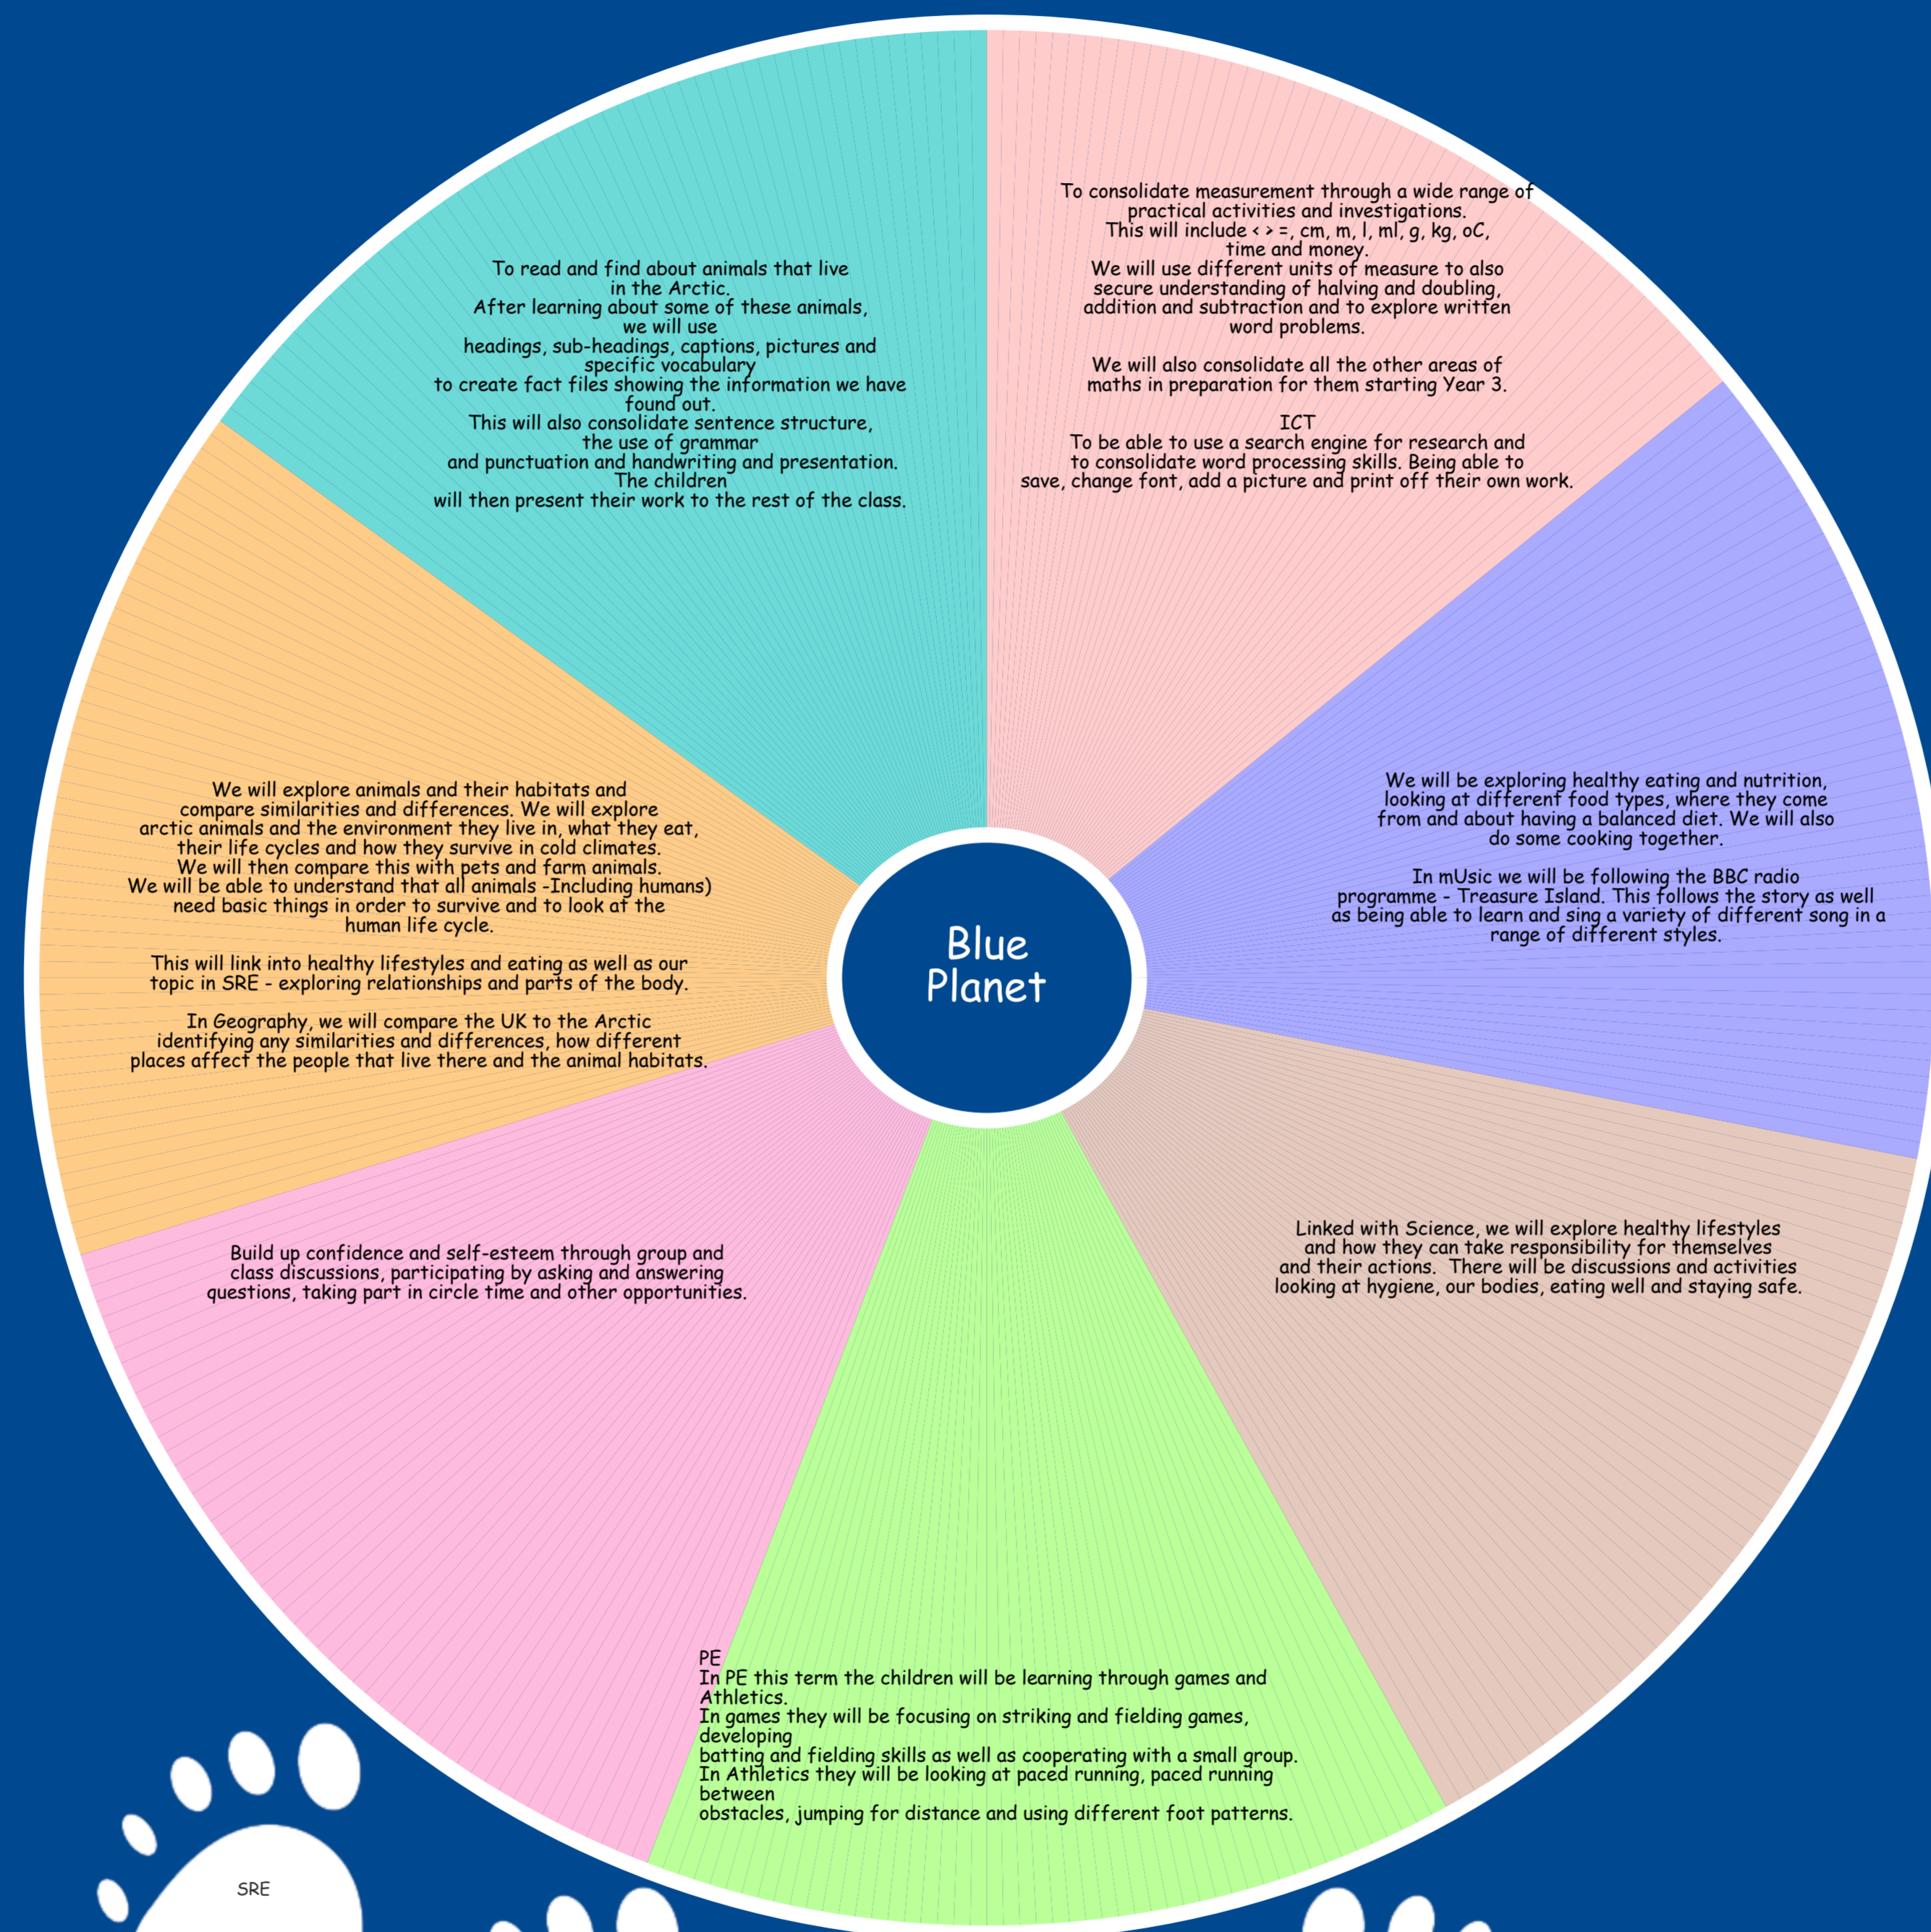 To read and find about animals that live
in the Arctic.
After learning about some of these animals,
we will use
headings, sub-headings, captions, pictures and
specific vocabulary
to create fact files showing the information we have
found out.
This will also consolidate sentence structure,
the use of grammar
and punctuation and handwriting and presentation.
The children
will then present their work to the rest of the class.
To consolidate measurement through a wide range of
practical activities and investigations.
This will include < > =, cm, m, l, ml, g, kg, oC,
time and money.
We will use different units of measure to also
secure understanding of halving and doubling,
addition and subtraction and to explore written
word problems.
We will also consolidate all the other areas of
maths in preparation for them starting Year 3.
ICT
To be able to use a search engine for research and
to consolidate word processing skills. Being able to
save, change font, add a picture and print off their own work.
We will explore animals and their habitats and
compare similarities and differences. We will explore
arctic animals and the environment they live in, what they eat,
their life cycles and how they survive in cold climates.
We will then compare this with pets and farm animals.
We will be able to understand that all animals -Including humans)
need basic things in order to survive and to look at the
human life cycle.
This will link into healthy lifestyles and eating as well as our
topic in SRE - exploring relationships and parts of the body.
In Geography, we will compare the UK to the Arctic
identifying any similarities and differences, how different
places affect the people that live there and the animal habitats.
Blue
Planet
We will be exploring healthy eating and nutrition,
looking at different food types, where they come
from and about having a balanced diet. We will also
do some cooking together.
In mUsic we will be following the BBC radio
programme - Treasure Island. This follows the story as well
as being able to learn and sing a variety of different song in a
range of different styles.
Build up confidence and self-esteem through group and
class discussions, participating by asking and answering
questions, taking part in circle time and other opportunities.
Linked with Science, we will explore healthy lifestyles
and how they can take responsibility for themselves
and their actions. There will be discussions and activities
looking at hygiene, our bodies, eating well and staying safe.
PE
In PE this term the children will be learning through games and
Athletics.
In games they will be focusing on striking and fielding games,
developing
batting and fielding skills as well as cooperating with a small group.
In Athletics they will be looking at paced running, paced running
between
obstacles, jumping for distance and using different foot patterns.
SRE